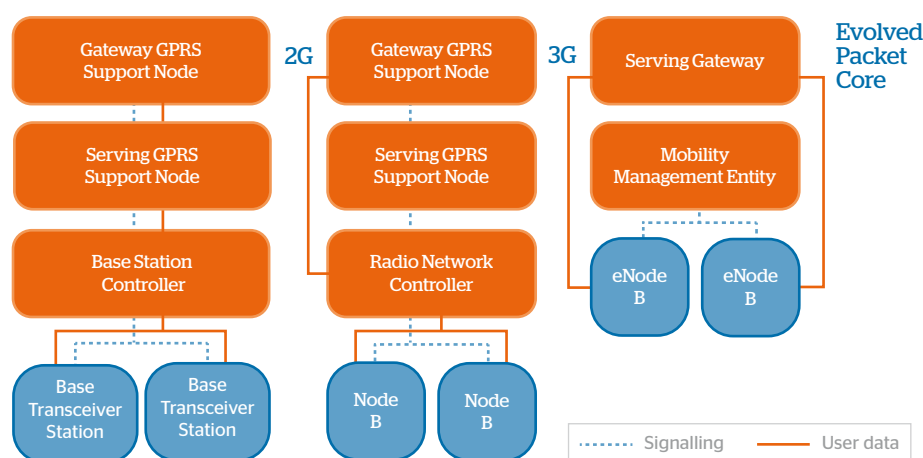 Gateway GPRS
Support Node
2G
Serving GPRS
Support Node
Base Station
Controller
Base
Transceiver
Station
Base
Transceiver
Station
Gateway GPRS
Support Node
3G
Serving GPRS
Support Node
Radio Network
Controller
Node
B
Node
B
Serving Gateway
Evolved
Packet
Core
Mobility
Management Entity
eNode
B
eNode
B
Signalling
User data